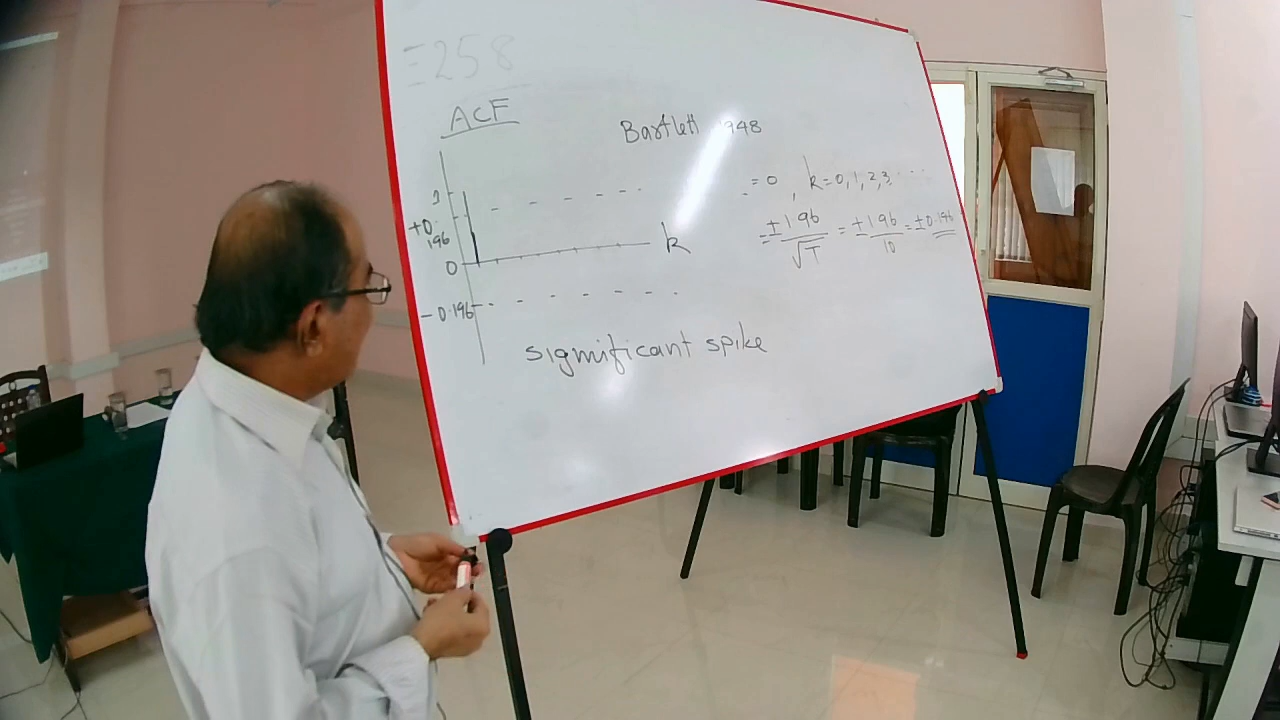 =258
ACF
Bartlett 1948
= 0 , k=0,1,2,3, ....
+0.196
= ±1.96/√T = ±1.96/10 = ±0.196
k
0
-0.196
significant spike